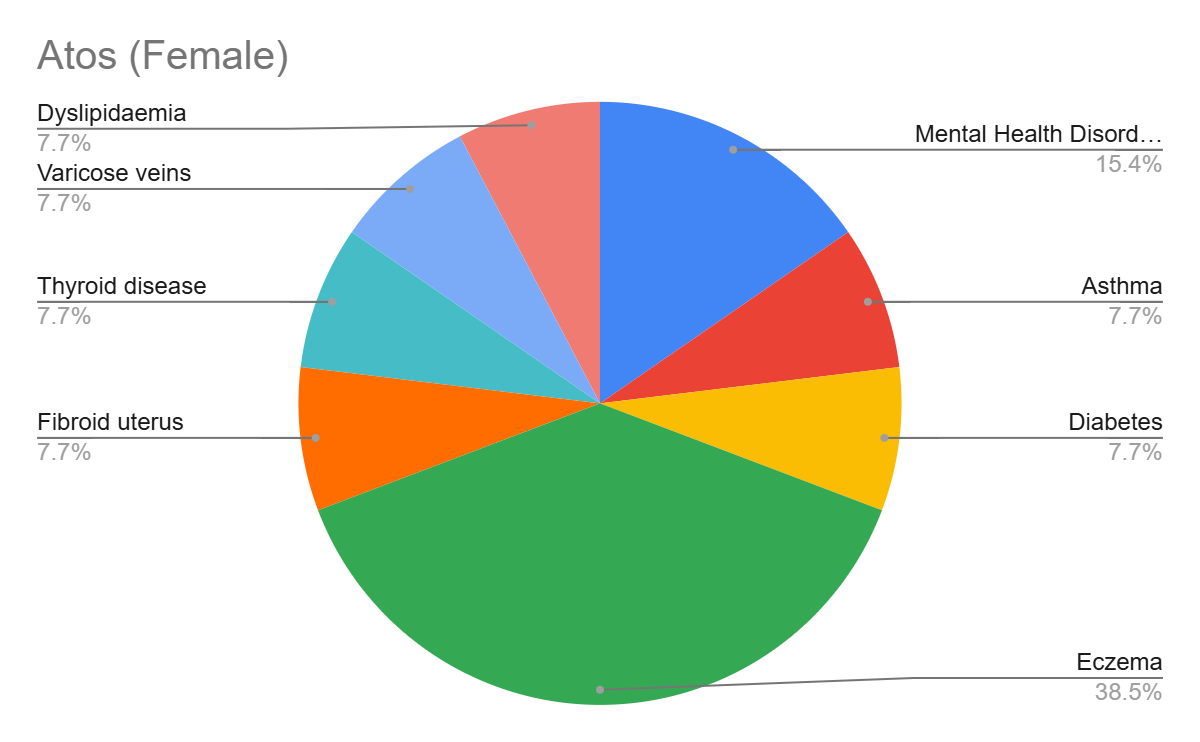 Atos (Female)
Dyslipidaemia
7.7%
Varicose veins
7.7%
Thyroid disease
7.7%
Fibroid uterus
7.7%
Mental Health Disord…
15.4%
Asthma
7.7%
Diabetes
7.7%
Eczema
38.5%